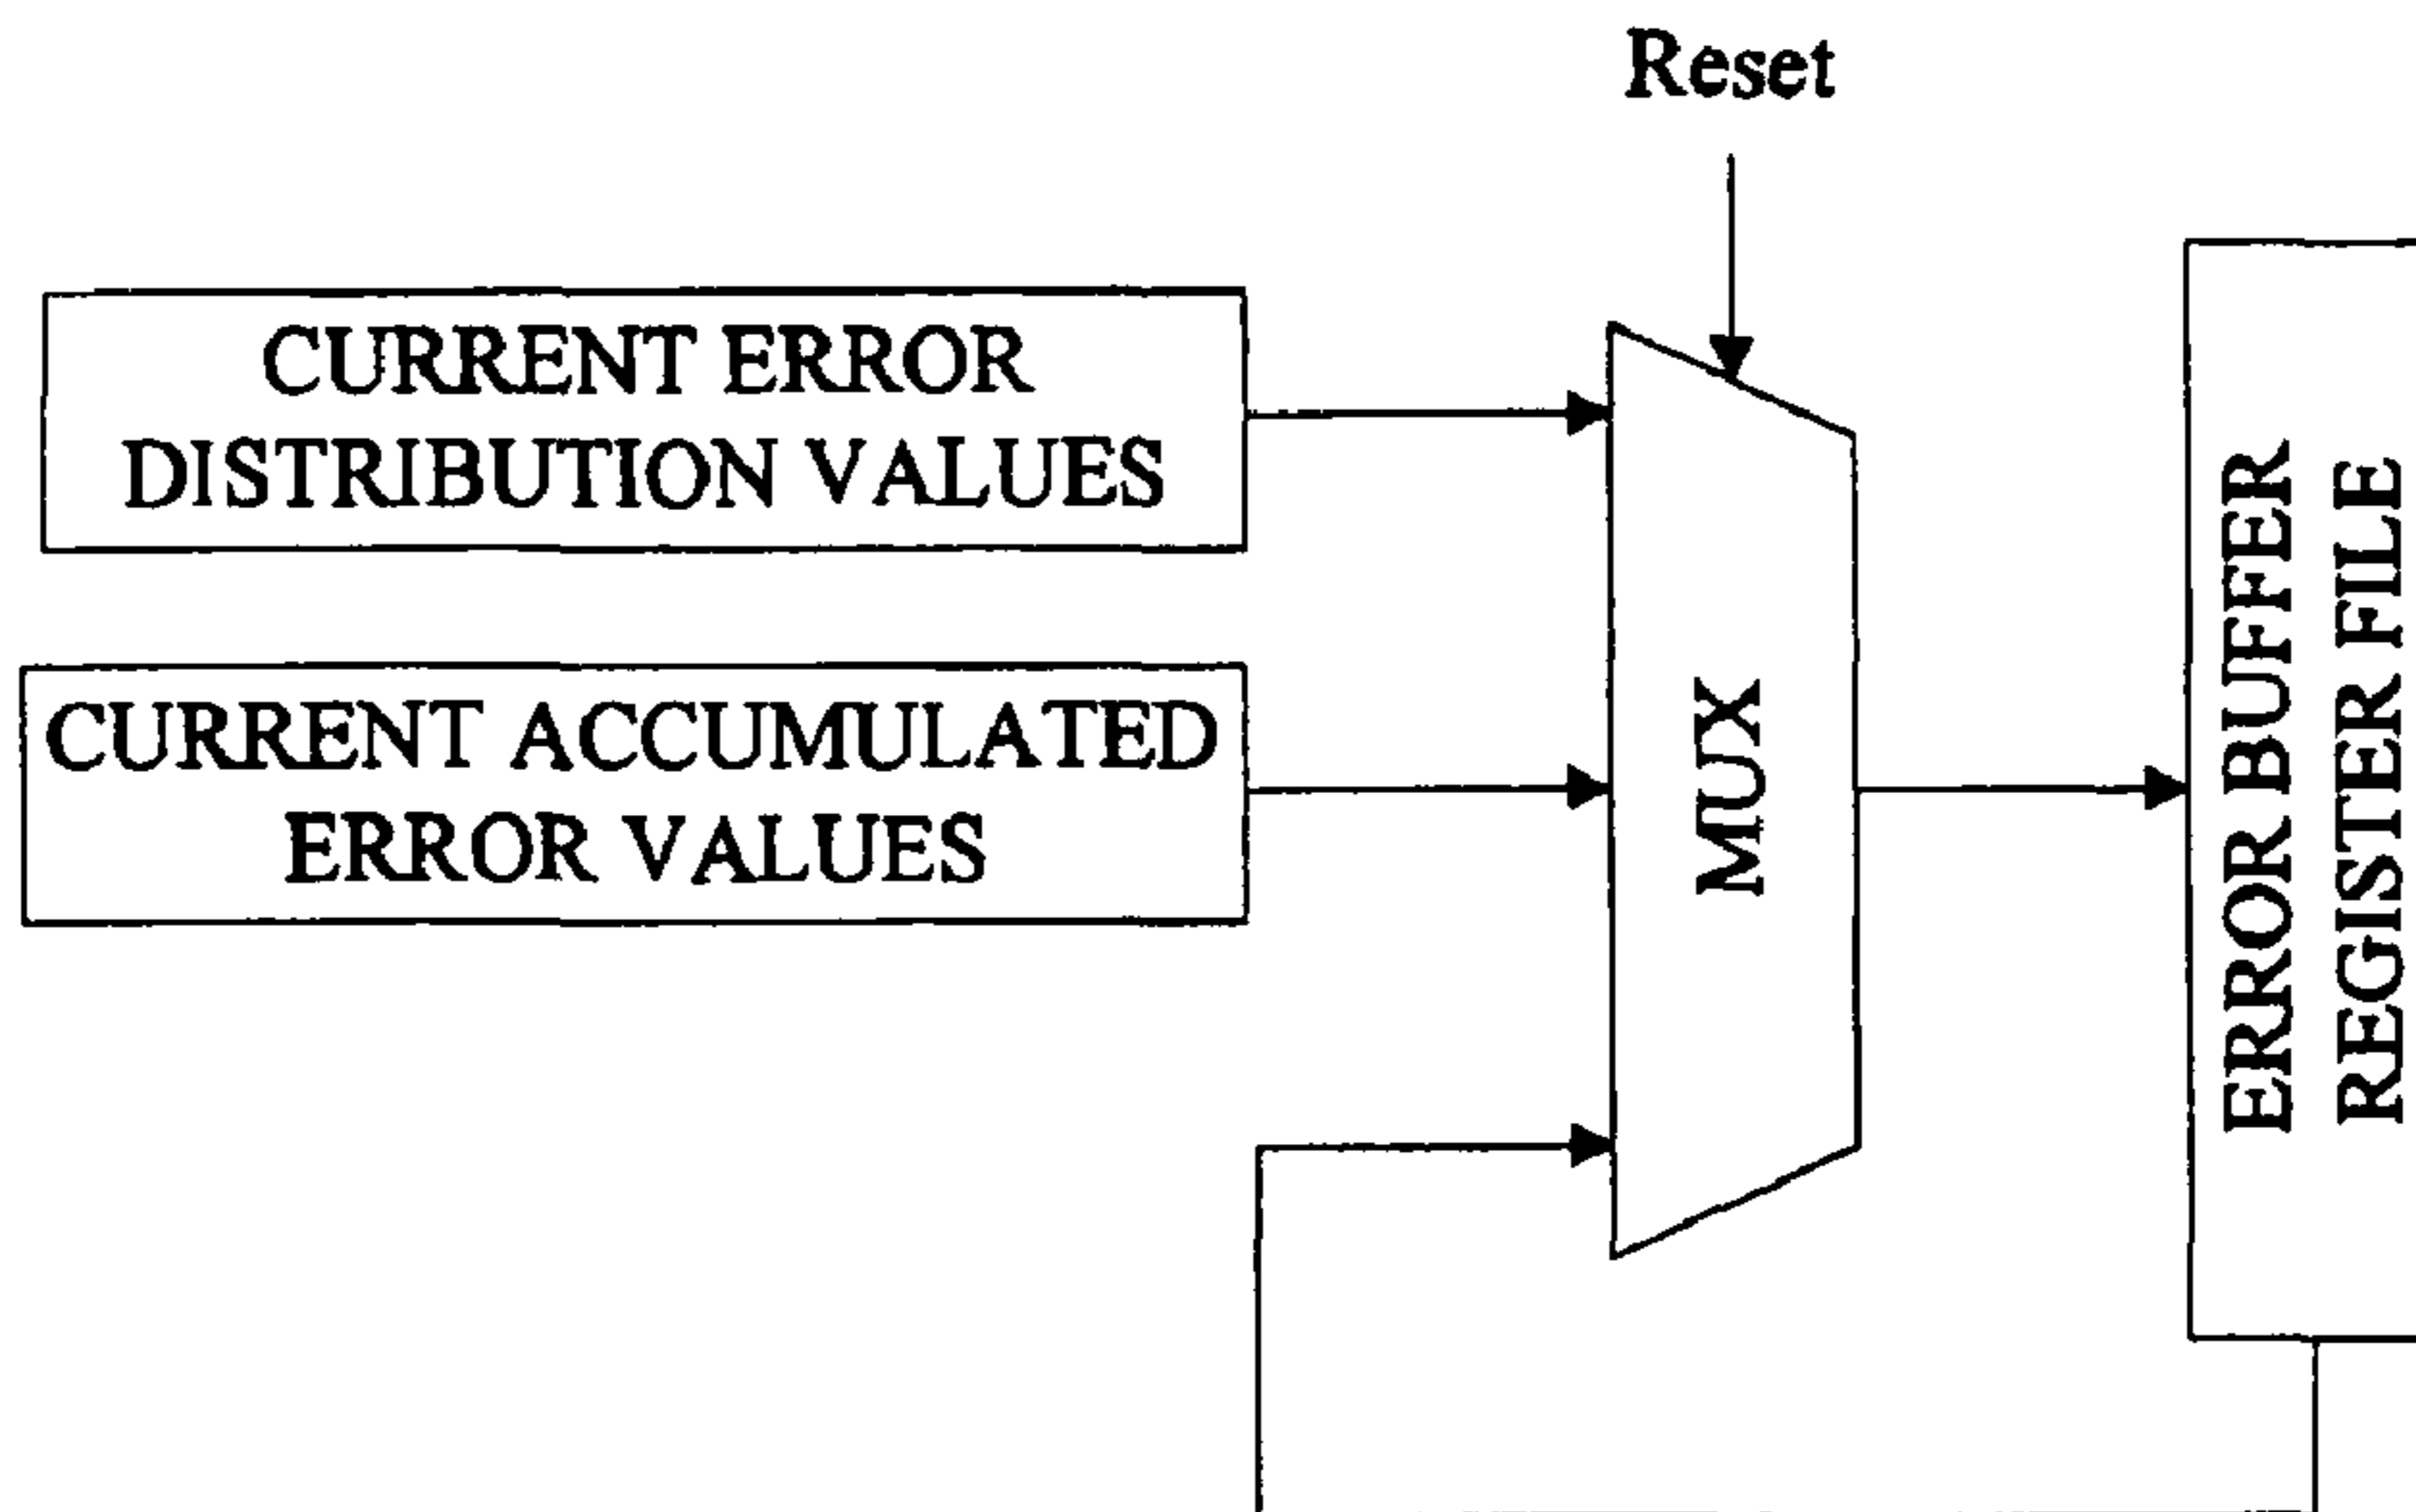 Reset
CURRENT ERROR
DISTRIBUTION VALUES
CURRENT ACCUMULATED
ERROR VALUES
MUX
ERROR BUFFER
REGISTER FILE